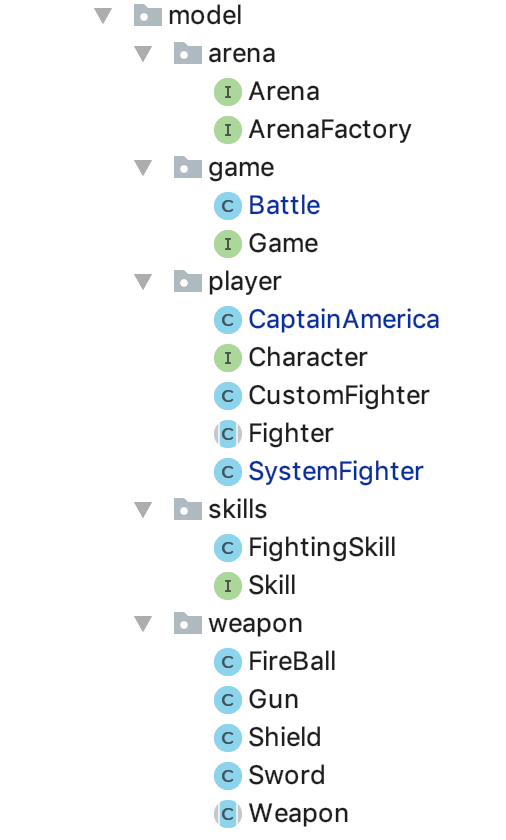 model
arena
I Arena
I ArenaFactory
game
C Battle
I Game
player
C CaptainAmerica
I Character
C CustomFighter
C Fighter
C SystemFighter
skills
C FightingSkill
I Skill
weapon
C FireBall
C Gun
C Shield
C Sword
C Weapon